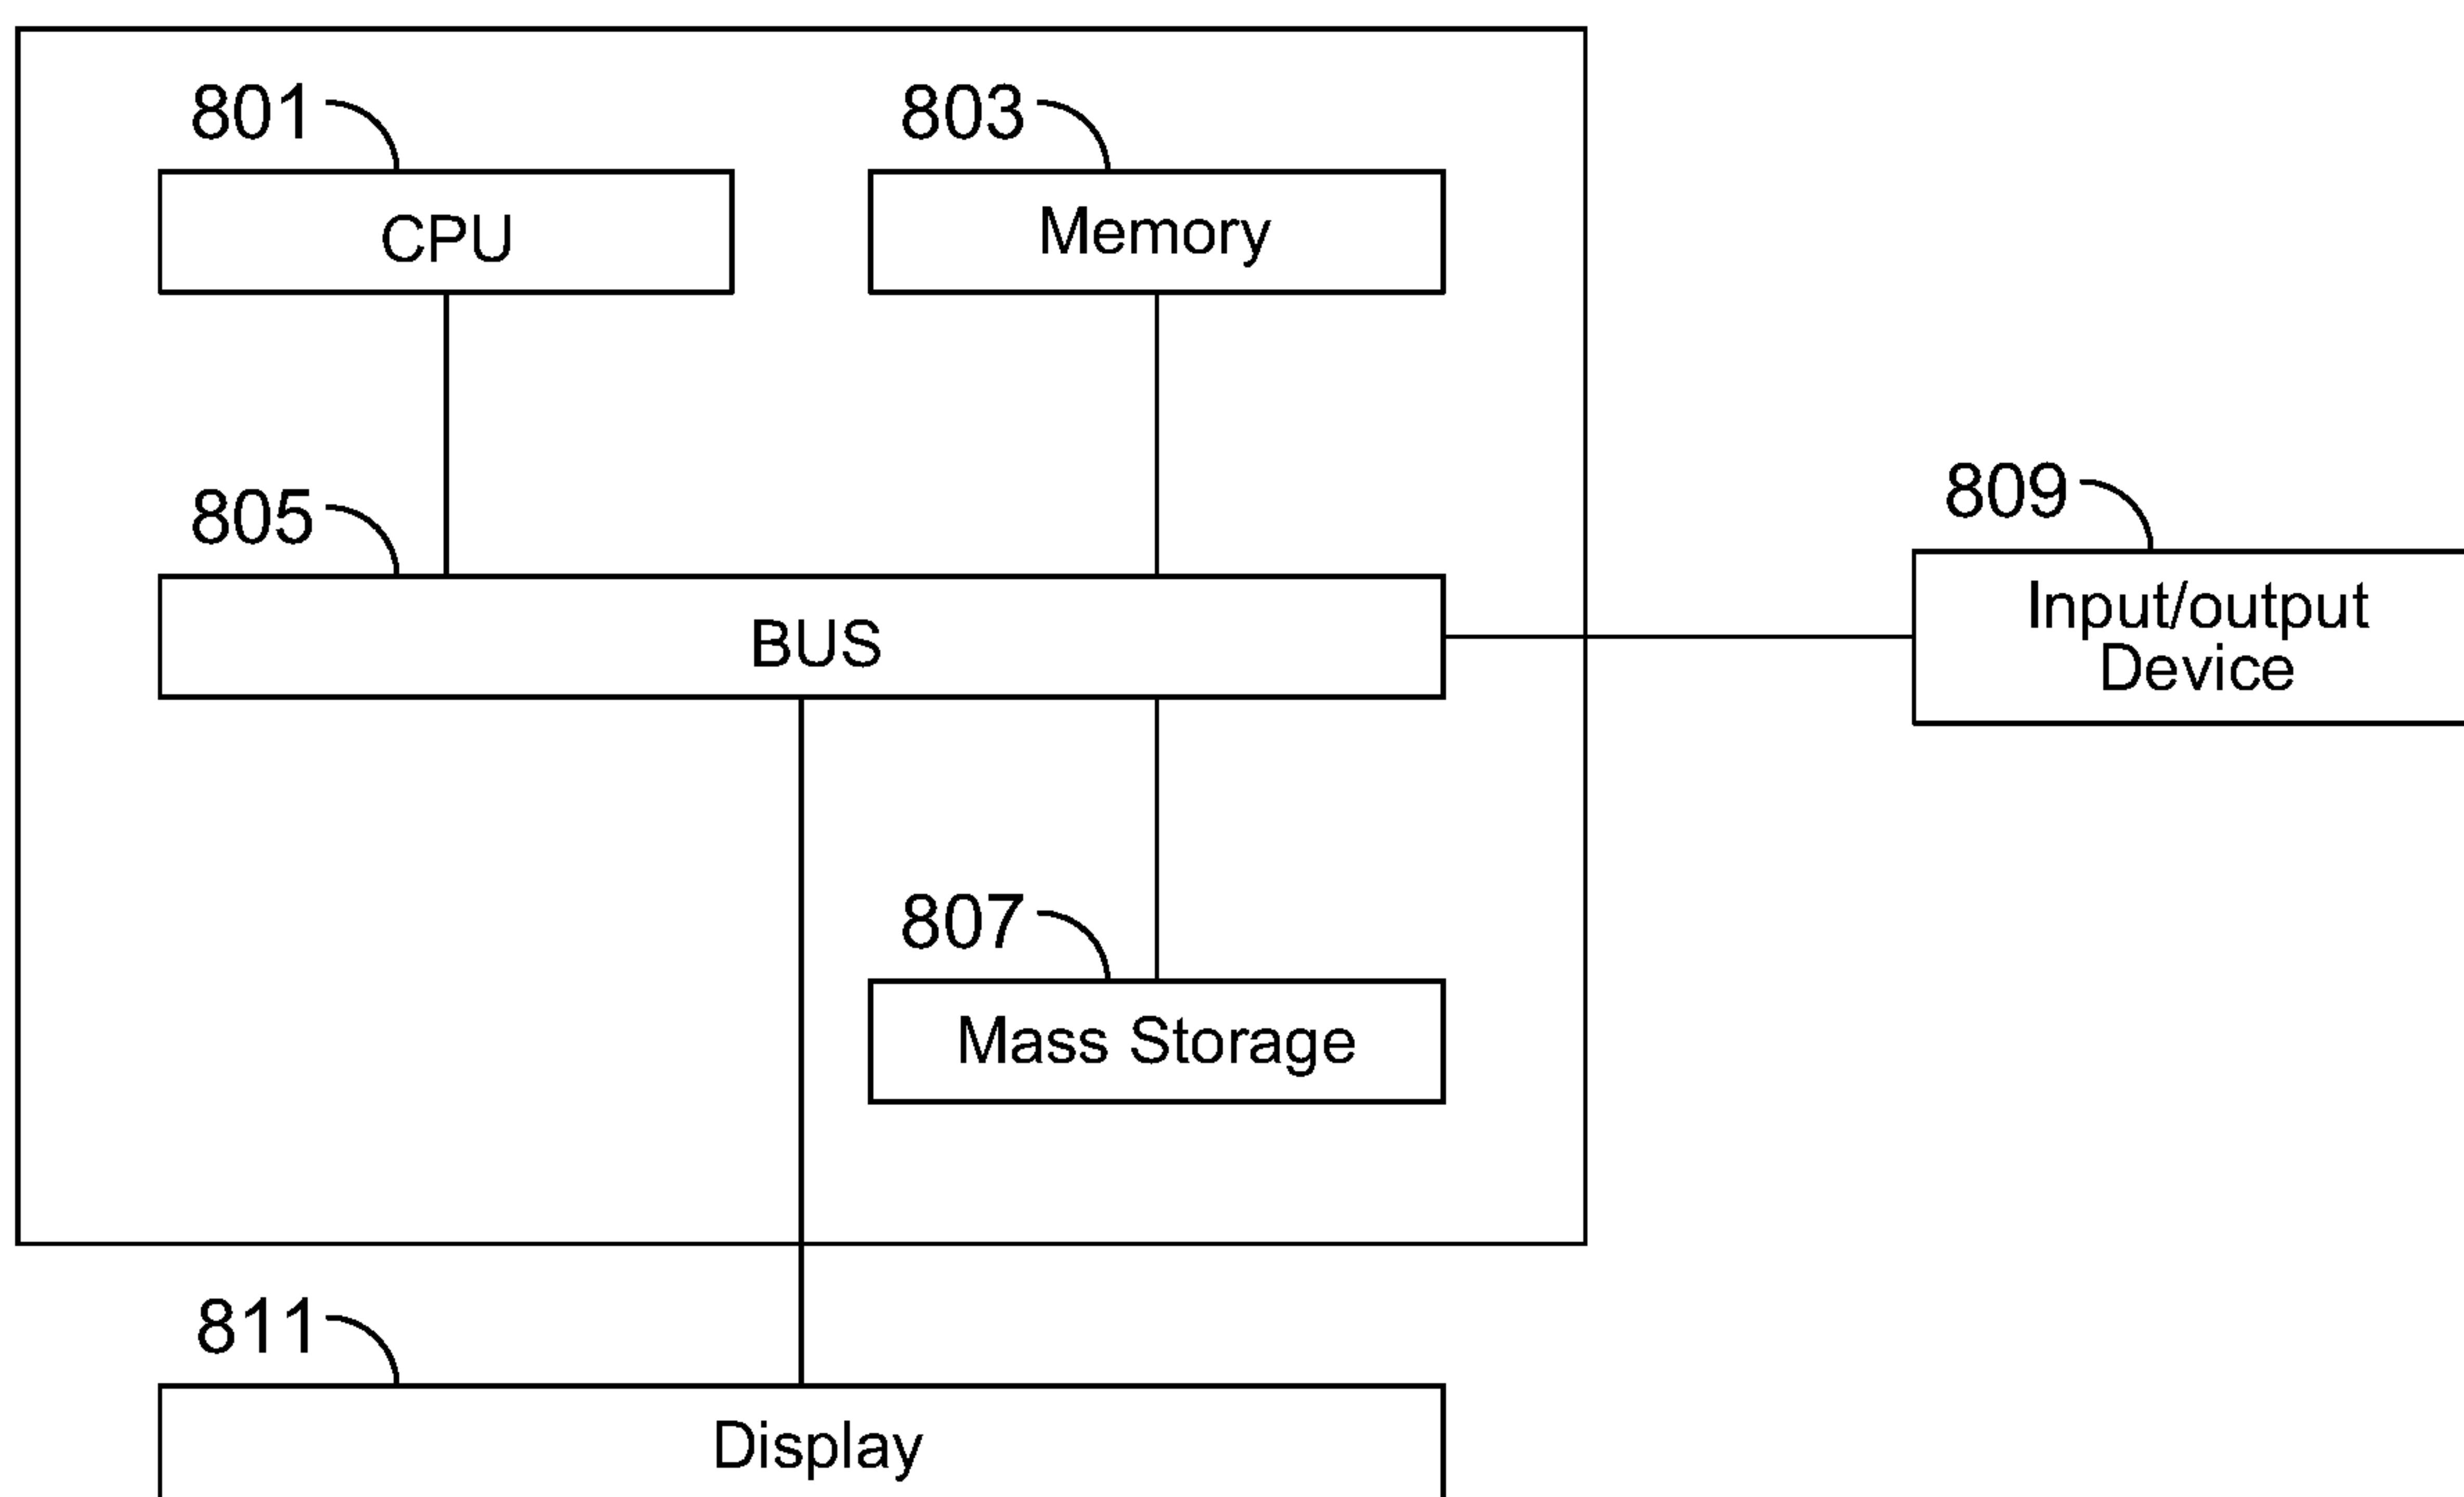 801
CPU
803
Memory
805
BUS
809
Input/output
Device
807
Mass Storage
811
Display